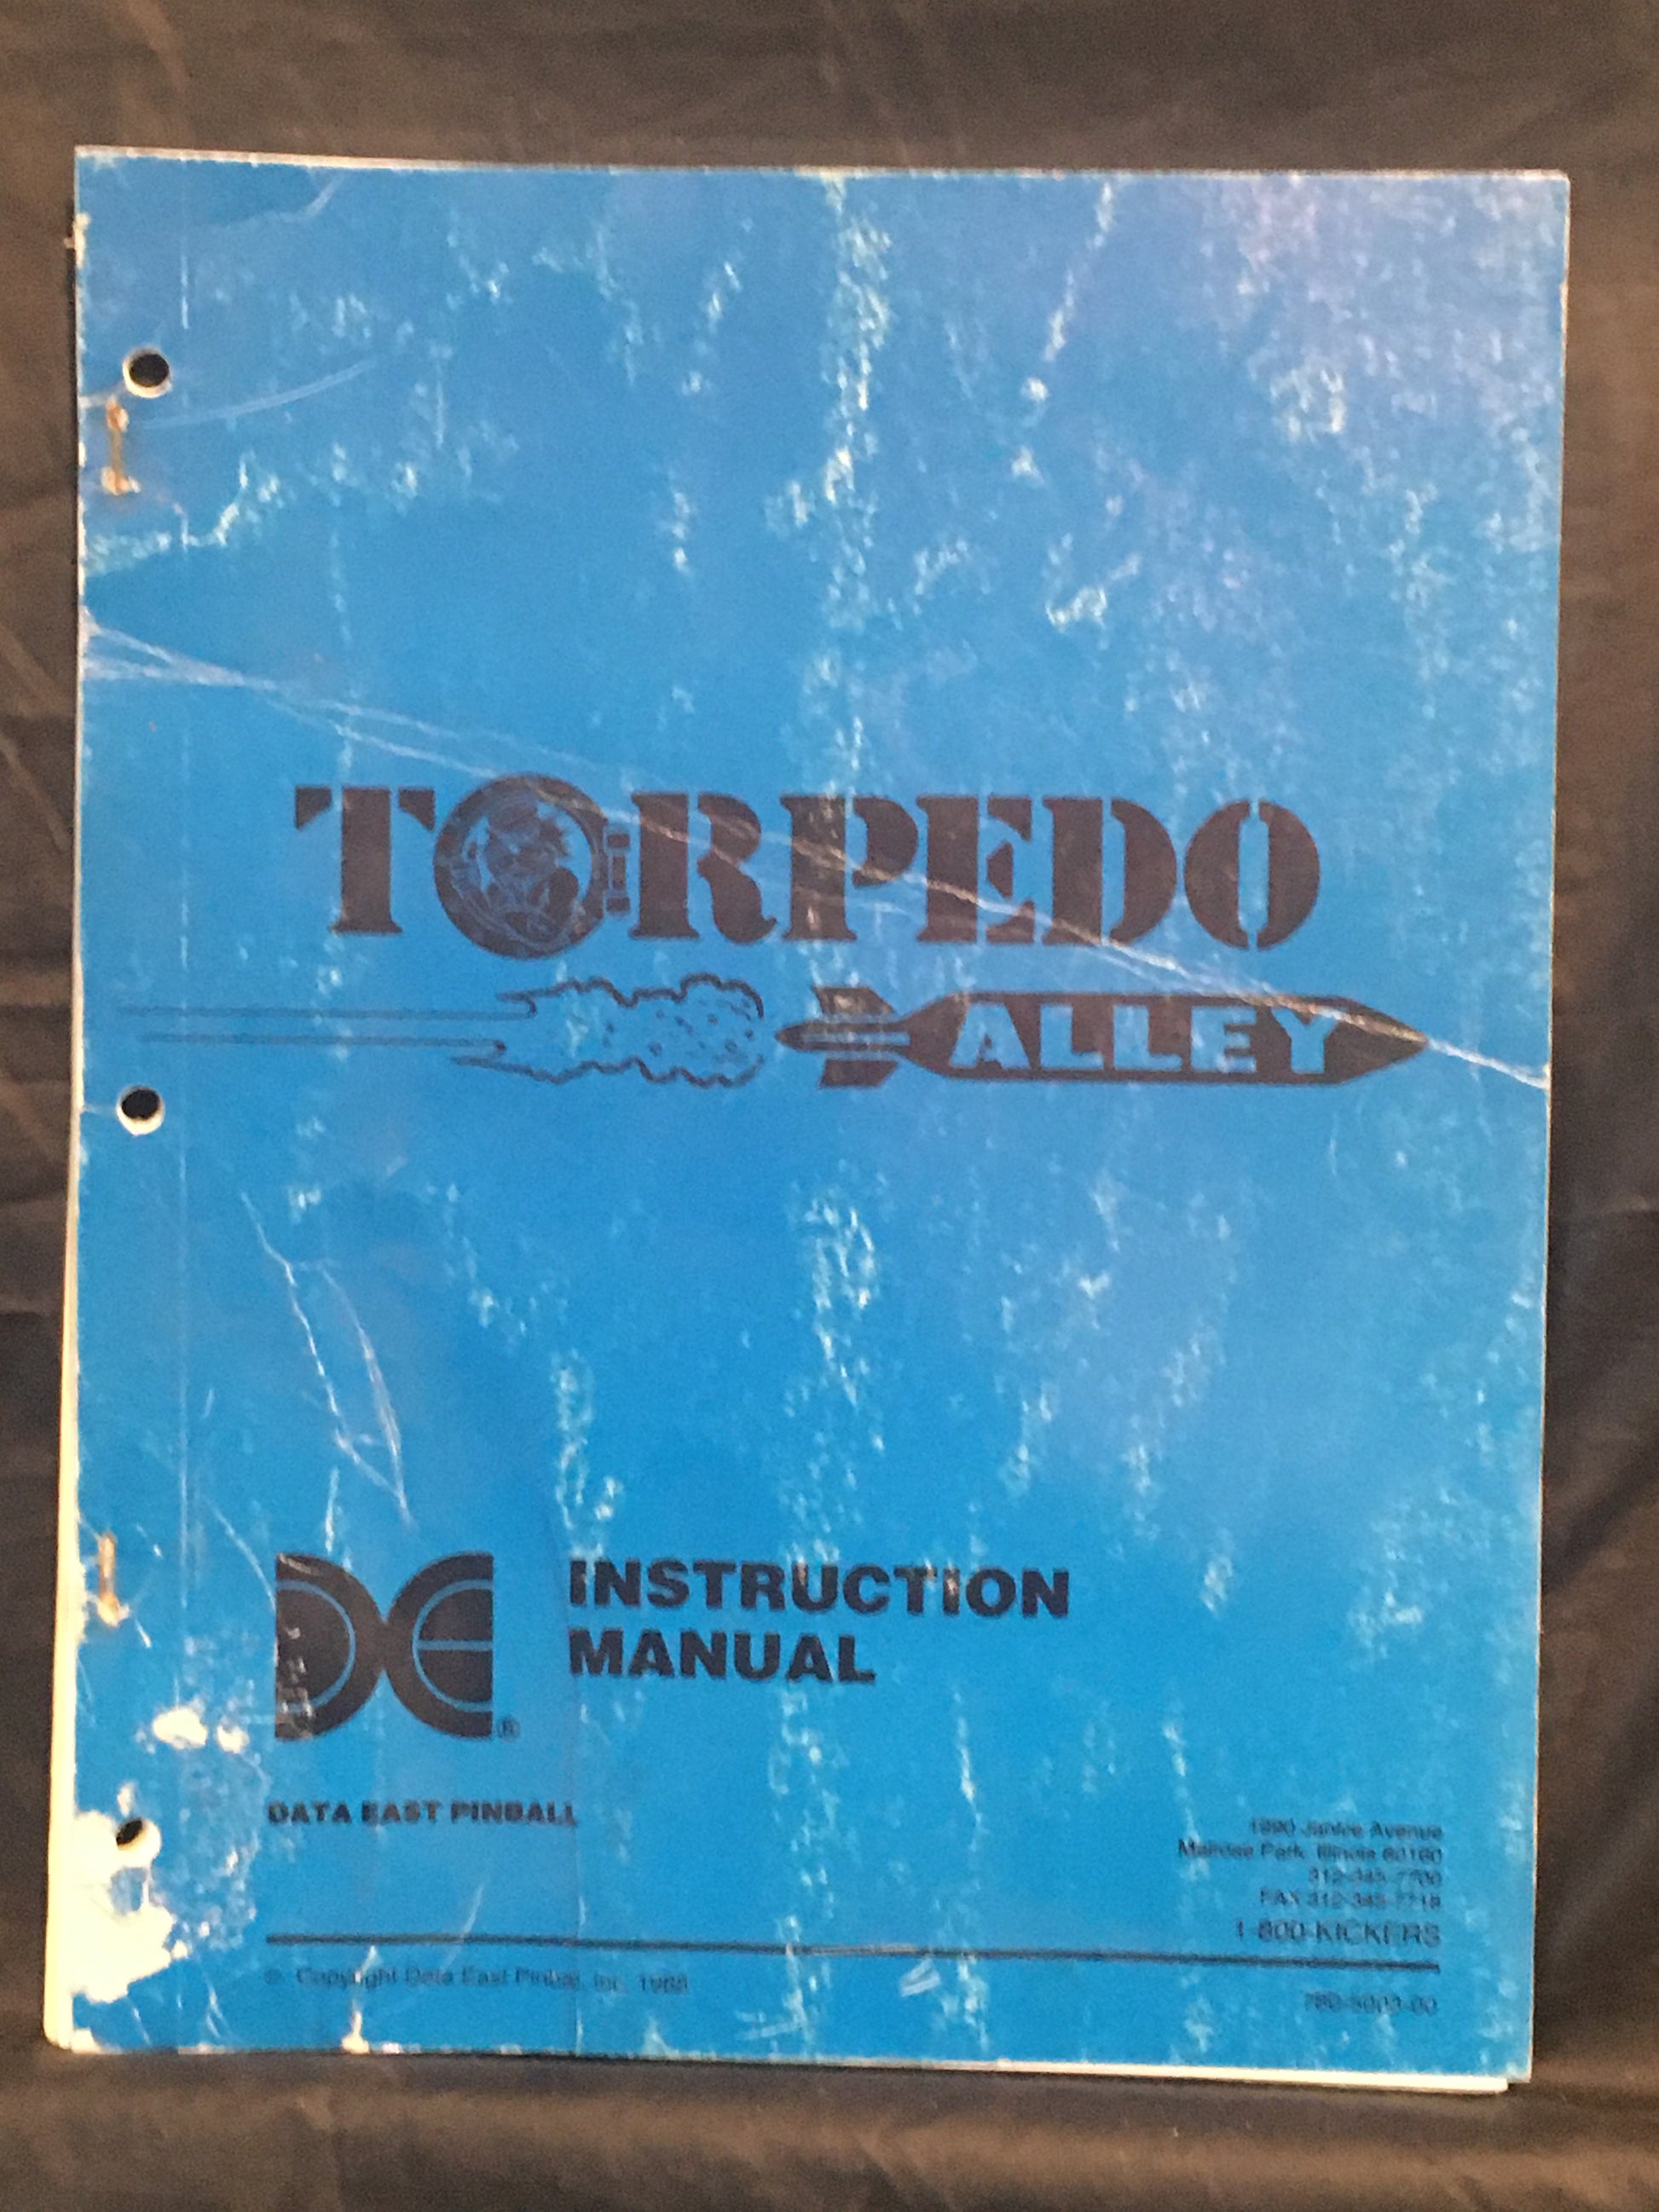 TORPEDO
ALLEY
INSTRUCTION
MANUAL
DE®
DATA EAST PINBALL
1990 Janice Avenue
Melrose Park, Illinois 60160
312-345-7700
FAX 312-345-7718
1-800-KICKERS
© Copyright Data East Pinball, Inc. 1988
780-5003-00